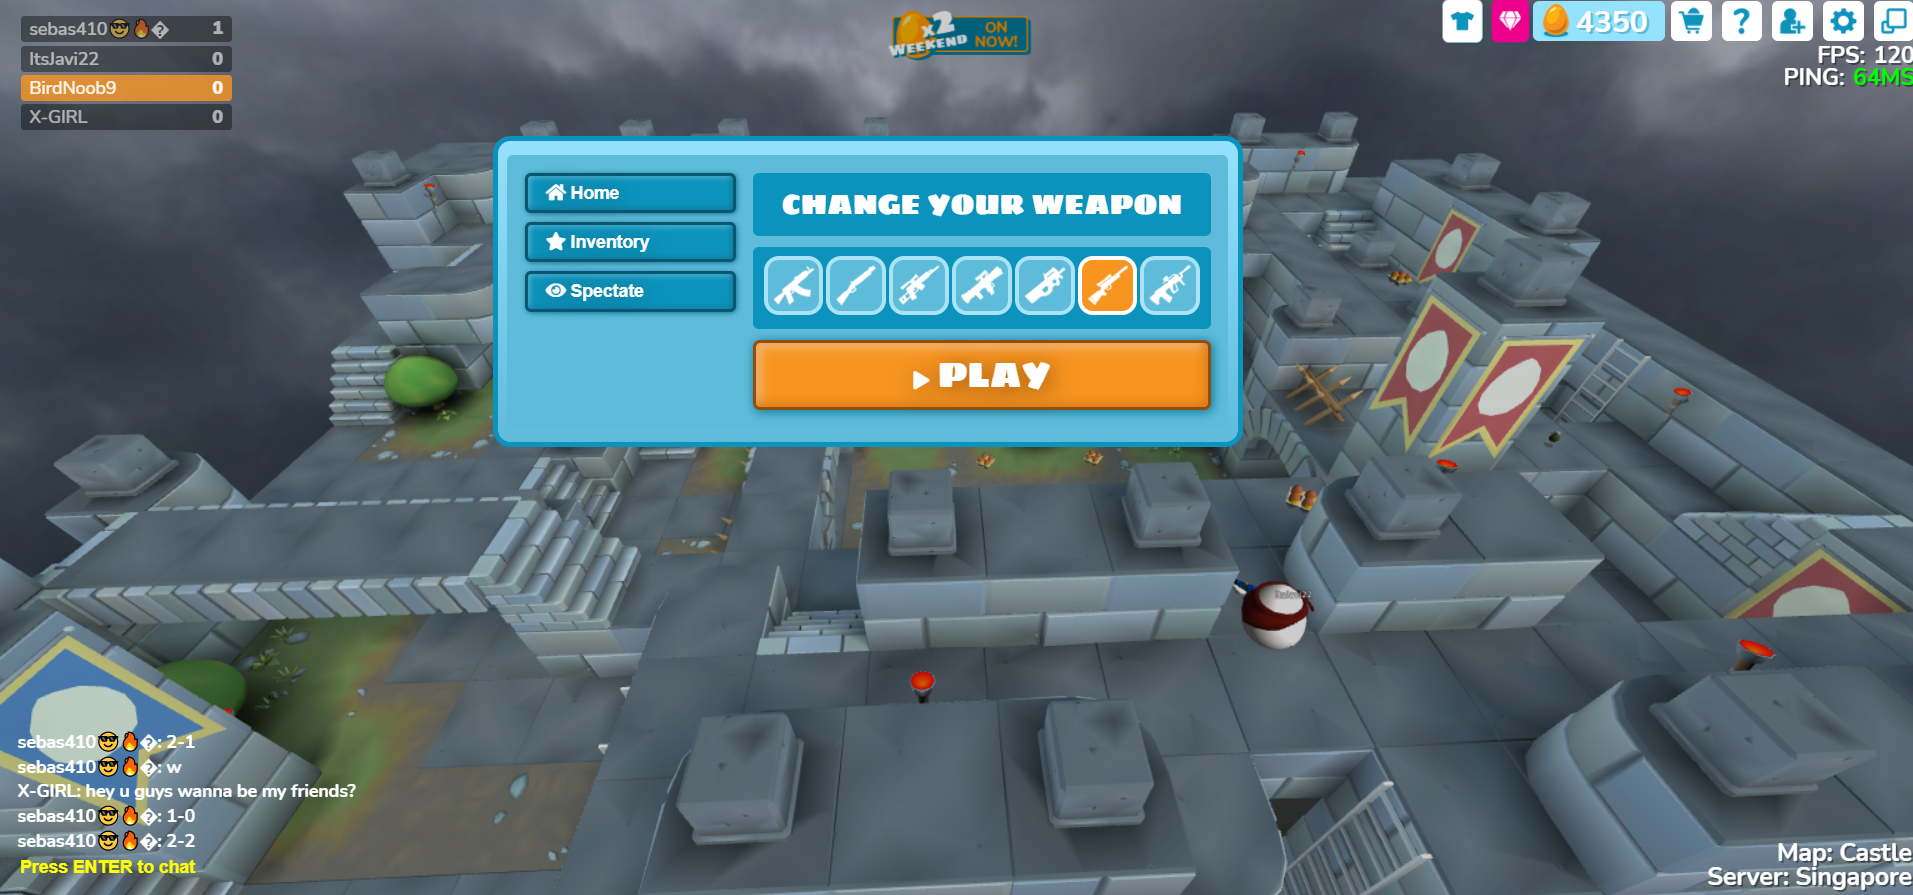 sebas410😎🔥� 1
ItsJavi22 0
BirdNoob9 0
X-GIRL 0
x2
WEEKEND
ON
NOW!
4350
FPS: 120
PING: 64MS
Home
Inventory
Spectate
CHANGE YOUR WEAPON
PLAY
sebas410😎🔥�: 2-1
sebas410😎🔥�: w
X-GIRL: hey u guys wanna be my friends?
sebas410😎🔥�: 1-0
sebas410😎🔥�: 2-2
Press ENTER to chat
Map: Castle
Server: Singapore